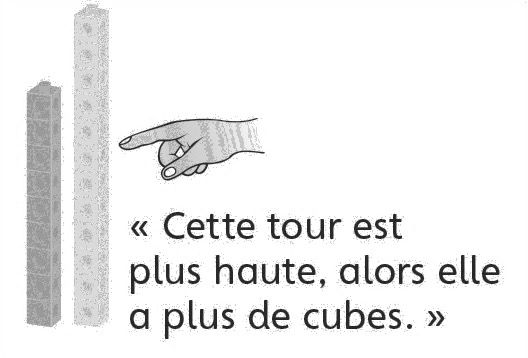 « Cette tour est
plus haute, alors elle
a plus de cubes. »